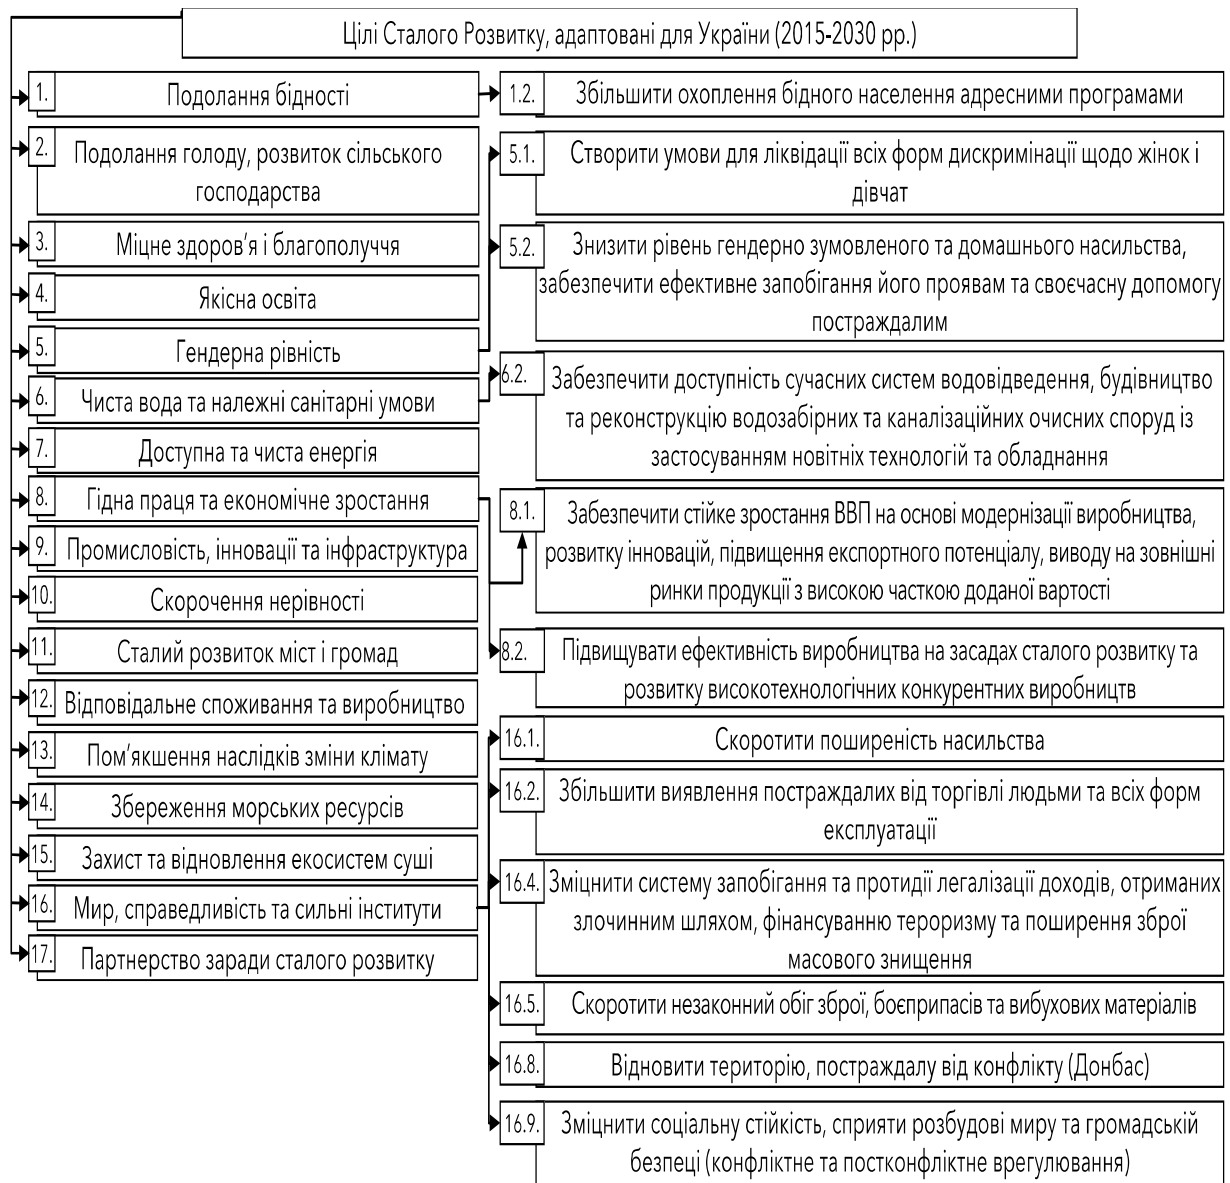 Цілі Сталого Розвитку, адаптовані для України (2015-2030 рр.)
1. Подолання бідності
2. Подолання голоду, розвиток сільського
господарства
3. Міцне здоров'я і благополуччя
4. Якісна освіта
5. Гендерна рівність
6. Чиста вода та належні санітарні умови
7. Доступна та чиста енергія
8. Гідна праця та економічне зростання
9. Промисловість, інновації та інфраструктура
10. Скорочення нерівності
11. Сталий розвиток міст і громад
12. Відповідальне споживання та виробництво
13. Пом'якшення наслідків зміни клімату
14. Збереження морських ресурсів
15. Захист та відновлення екосистем суші
16. Мир, справедливість та сильні інститути
17. Партнерство заради сталого розвитку
1.2. Збільшити охоплення бідного населення адресними програмами
5.1. Створити умови для ліквідації всіх форм дискримінації щодо жінок і
дівчат
5.2. Знизити рівень гендерно зумовленого та домашнього насильства,
забезпечити ефективне запобігання його проявам та своєчасну допомогу
постраждалим
6.2. Забезпечити доступність сучасних систем водовідведення, будівництво
та реконструкцію водозабірних та каналізаційних очисних споруд із
застосуванням новітніх технологій та обладнання
8.1. Забезпечити стійке зростання ВВП на основі модернізації виробництва,
розвитку інновацій, підвищення експортного потенціалу, виводу на зовнішні
ринки продукції з високою часткою доданої вартості
8.2. Підвищувати ефективність виробництва на засадах сталого розвитку та
розвитку високотехнологічних конкурентних виробництв
16.1. Скоротити поширеність насильства
16.2. Збільшити виявлення постраждалих від торгівлі людьми та всіх форм
експлуатації
16.4. Зміцнити систему запобігання та протидії легалізації доходів, отриманих
злочинним шляхом, фінансуванню тероризму та поширення зброї
масового знищення
16.5. Скоротити незаконний обіг зброї, боєприпасів та вибухових матеріалів
16.8. Відновити територію, постраждалу від конфлікту (Донбас)
16.9. Зміцнити соціальну стійкість, сприяти розбудові миру та громадській
безпеці (конфліктне та постконфліктне врегулювання)